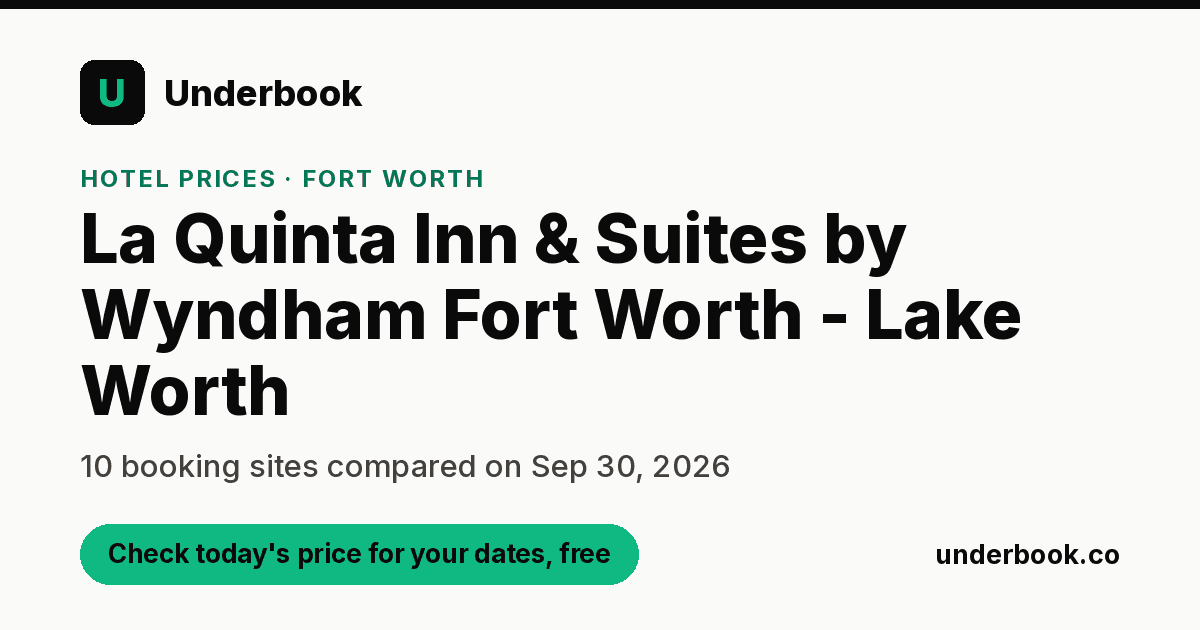 U Underbook
HOTEL PRICES · FORT WORTH
La Quinta Inn & Suites by
Wyndham Fort Worth - Lake
Worth
10 booking sites compared on Sep 30, 2026
Check today's price for your dates, free
underbook.co